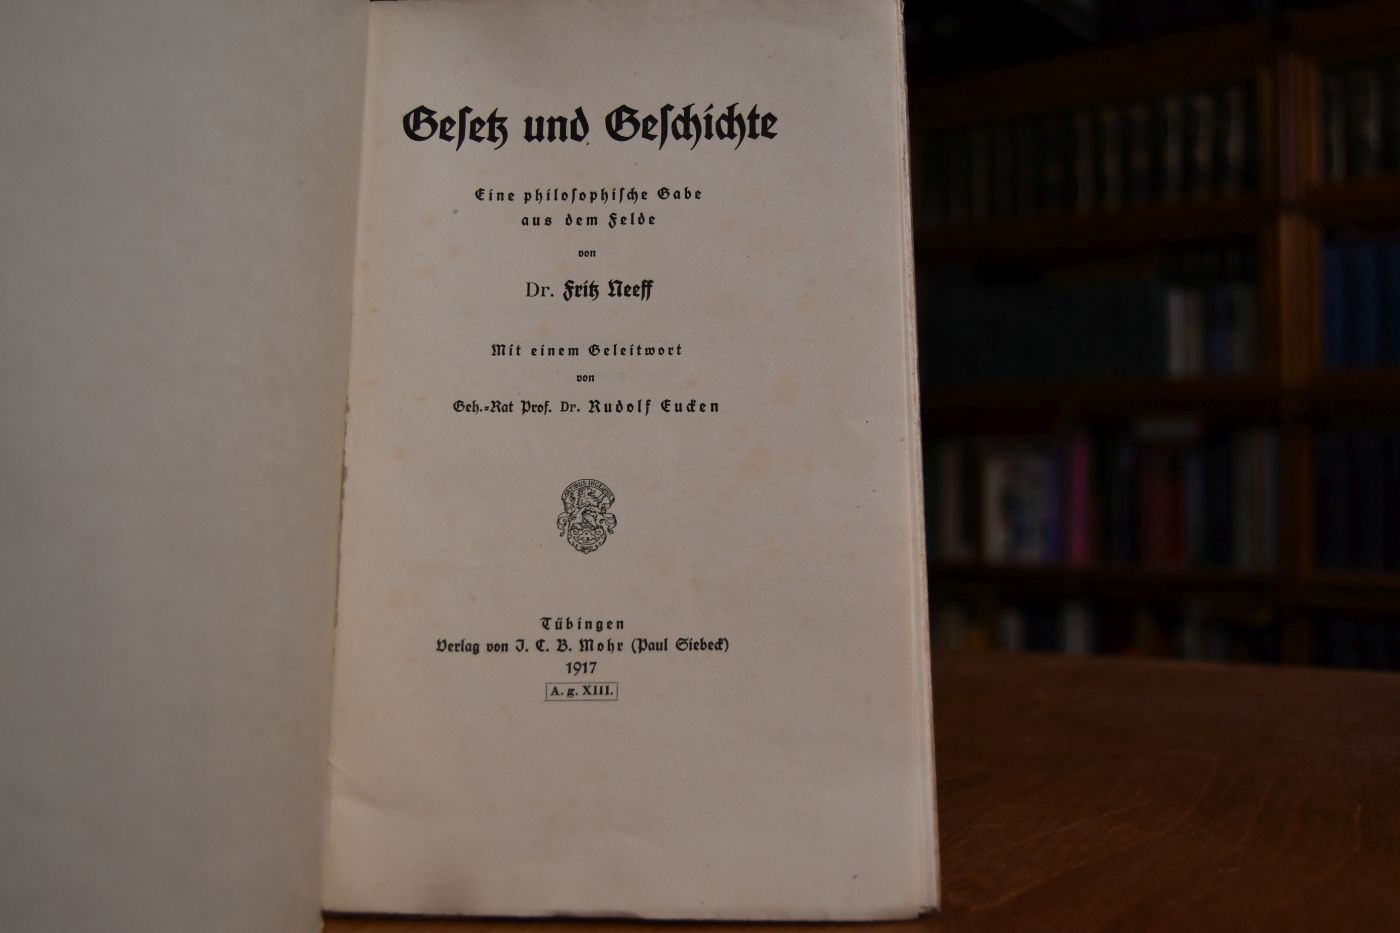 Gesetz und Geschichte
Eine philosophische Gabe
aus dem Felde
von
Dr. Fritz Neeff
Mit einem Geleitwort
von
Geh.-Rat Prof. Dr. Rudolf Eucken
Tübingen
Verlag von J. C. B. Mohr (Paul Siebeck)
1917
A. g. XIII.